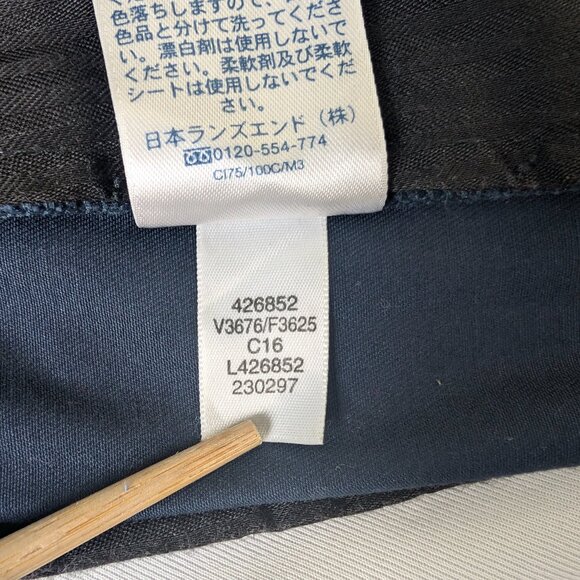 色落ちしますので、他の
色品と分けて洗ってくださ
い。漂白剤は使用しないで
ください。柔軟剤及び柔軟
シートは使用しないでくだ
さい。
日本ランズエンド（株）
0120-554-774
CI75/100C/M3
426852
V3676/F3625
C16
L426852
230297